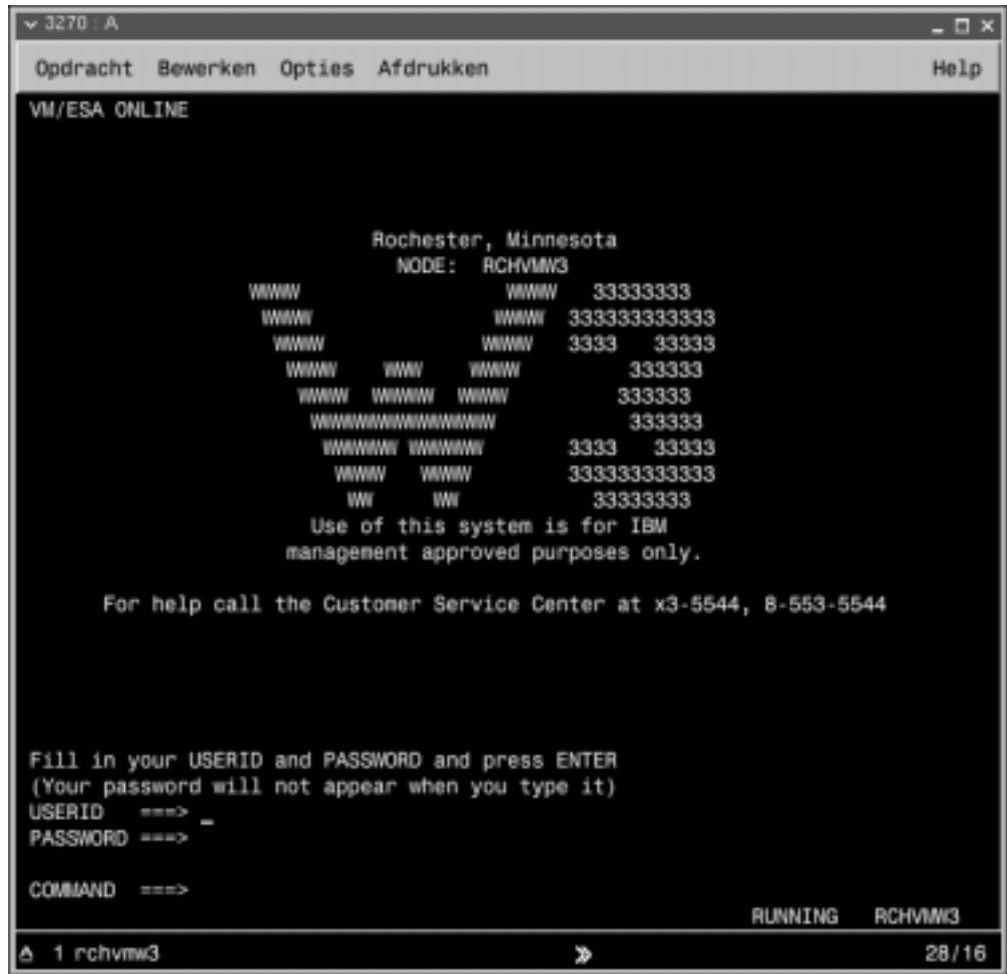 3270 : A
Opdracht Bewerken Opties Afdrukken Help
VM/ESA ONLINE
Rochester, Minnesota
NODE: RCHVMW3
WWWW WWWW 33333333
WWWW WWWW 333333333333
WWWW WWWW 3333 33333
WWWW WWW WWWW 333333
WWWW WWWWW WWWW 333333
WWWWWWWWWWWWWWW 333333
WWWWWW WWWWWW 3333 33333
WWWW WWWW 333333333333
WW WW 33333333
Use of this system is for IBM
management approved purposes only.
For help call the Customer Service Center at x3-5544, 8-553-5544
Fill in your USERID and PASSWORD and press ENTER
(Your password will not appear when you type it)
USERID ===> _
PASSWORD ===>
COMMAND ===>
RUNNING RCHVMW3
1 rchvmw3 28/16